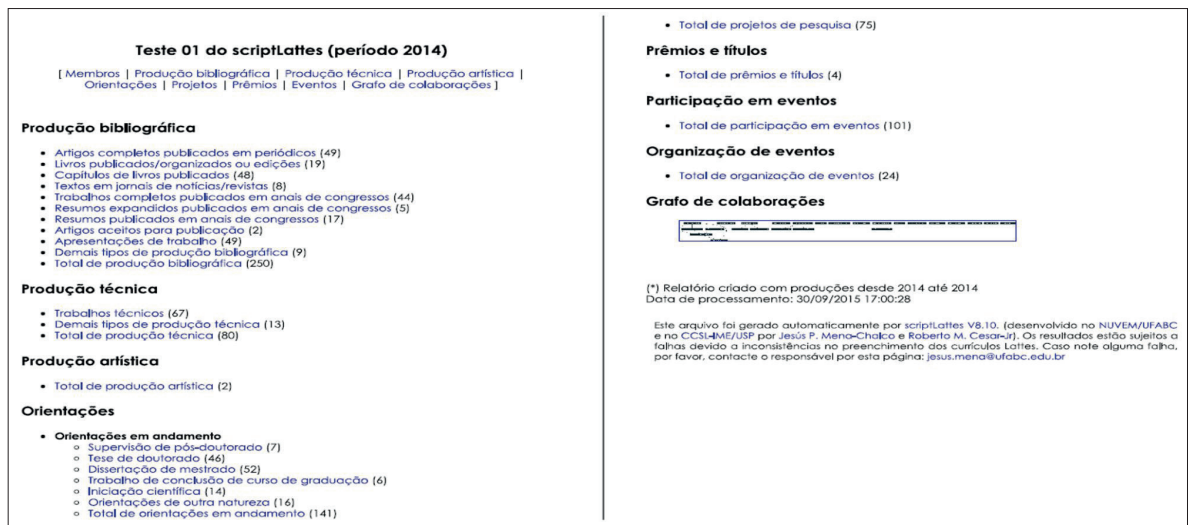 Teste 01 do scriptLattes (período 2014)
[ Membros | Produção bibliográfica | Produção técnica | Produção artística |
Orientações | Projetos | Prêmios | Eventos | Grafo de colaborações ]
Produção bibliográfica
• Artigos completos publicados em periódicos (49)
• Livros publicados/organizados ou edições (19)
• Capítulos de livros publicados (48)
• Textos em jornais de notícias/revistas (8)
• Trabalhos completos publicados em anais de congressos (44)
• Resumos expandidos publicados em anais de congressos (5)
• Resumos publicados em anais de congressos (17)
• Artigos aceitos para publicação (2)
• Apresentações de trabalho (49)
• Demais tipos de produção bibliográfica (9)
• Total de produção bibliográfica (250)
Produção técnica
• Trabalhos técnicos (67)
• Demais tipos de produção técnica (13)
• Total de produção técnica (80)
Produção artística
• Total de produção artística (2)
Orientações
• Orientações em andamento
◦ Supervisão de pós-doutorado (7)
◦ Tese de doutorado (46)
◦ Dissertação de mestrado (52)
◦ Trabalho de conclusão de curso de graduação (6)
◦ Iniciação científica (14)
◦ Orientações de outra natureza (16)
◦ Total de orientações em andamento (141)
• Total de projetos de pesquisa (75)
Prêmios e títulos
• Total de prêmios e títulos (4)
Participação em eventos
• Total de participação em eventos (101)
Organização de eventos
• Total de organização de eventos (24)
Grafo de colaborações
(*) Relatório criado com produções desde 2014 até 2014
Data de processamento: 30/09/2015 17:00:28
Este arquivo foi gerado automaticamente por scriptLattes V8.10. (desenvolvido no NUVEM/UFABC
e no CCSL-IME/USP por Jesús P. Mena-Chalco e Roberto M. Cesar-Jr). Os resultados estão sujeitos a
falhas devido a inconsistências no preenchimento dos currículos Lattes. Caso note alguma falha,
por favor, contacte o responsável por esta página: jesus.mena@ufabc.edu.br